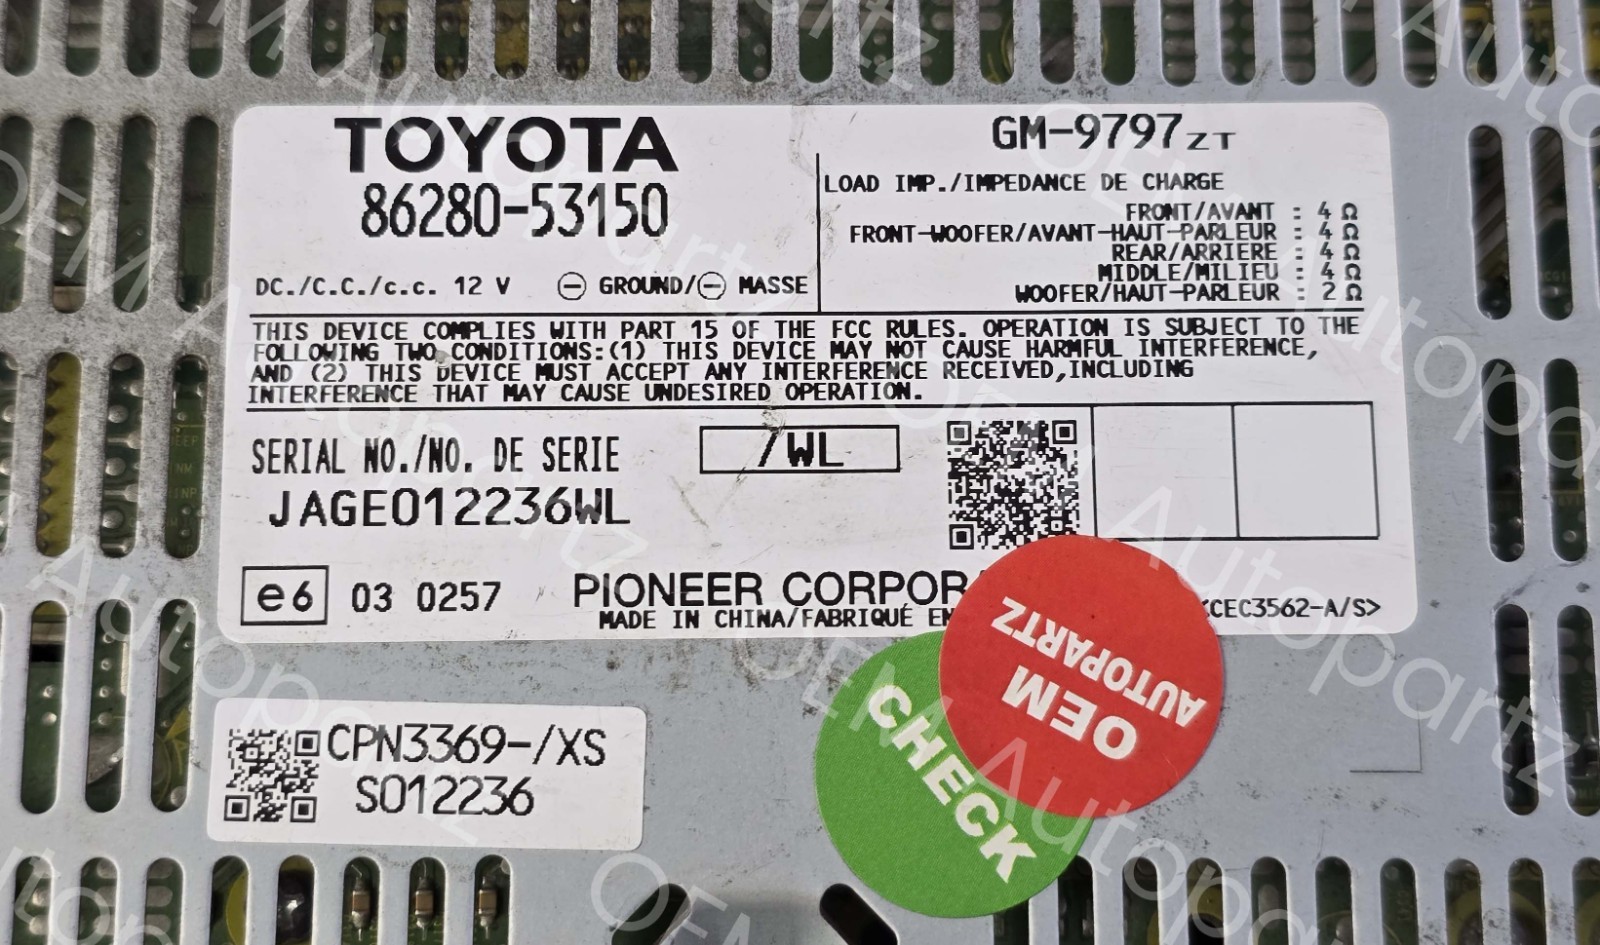 TOYOTA
86280-53150
DC./C.C./c.c. 12 V ⊖ GROUND/⊖ MASSE
GM-9797ZT
LOAD IMP./IMPEDANCE DE CHARGE
FRONT/AVANT : 4 Ω
FRONT-WOOFER/AVANT-HAUT-PARLEUR : 4 Ω
REAR/ARRIERE : 4 Ω
MIDDLE/MILIEU : 4 Ω
WOOFER/HAUT-PARLEUR : 2 Ω
THIS DEVICE COMPLIES WITH PART 15 OF THE FCC RULES. OPERATION IS SUBJECT TO THE
FOLLOWING TWO CONDITIONS:(1) THIS DEVICE MAY NOT CAUSE HARMFUL INTERFERENCE,
AND (2) THIS DEVICE MUST ACCEPT ANY INTERFERENCE RECEIVED,INCLUDING
INTERFERENCE THAT MAY CAUSE UNDESIRED OPERATION.
SERIAL NO./NO. DE SERIE
/WL
JAGE012236WL
e6 03 0257
PIONEER CORPOR
MADE IN CHINA/FABRIQUÉ EN
<CEC3562-A/S>
OEM
AUTOPARTZ
CHECK
CPN3369-/XS
S012236
OEM Autopartz